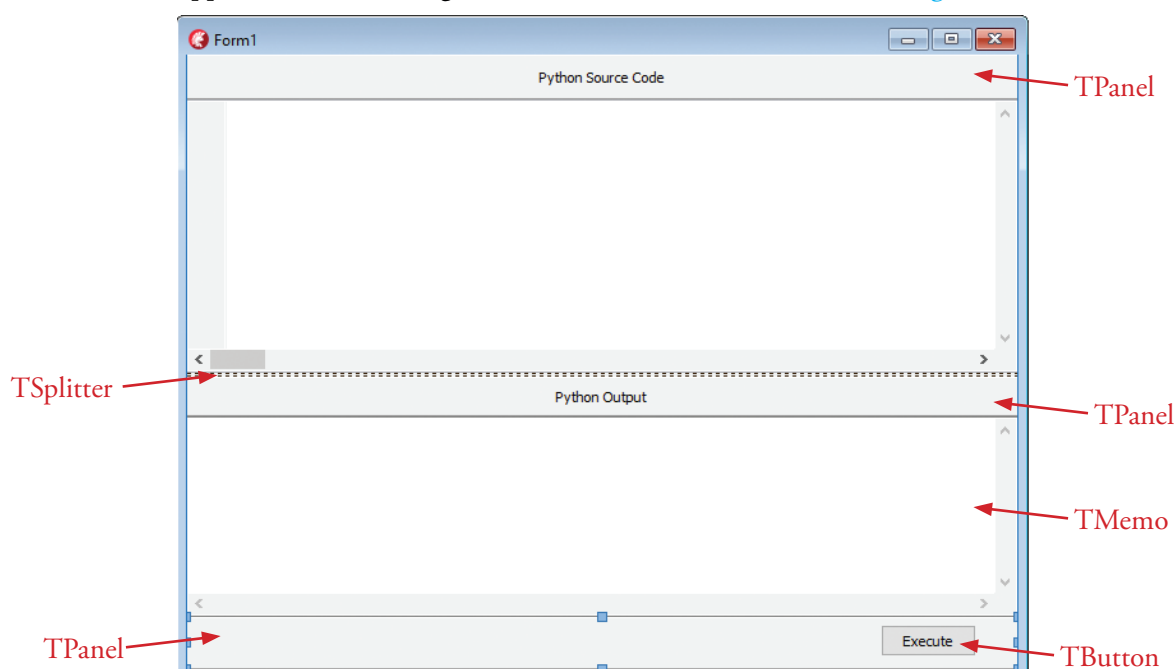 Form1
Python Source Code
TPanel
TSplitter
Python Output
TPanel
TMemo
TPanel
Execute
TButton